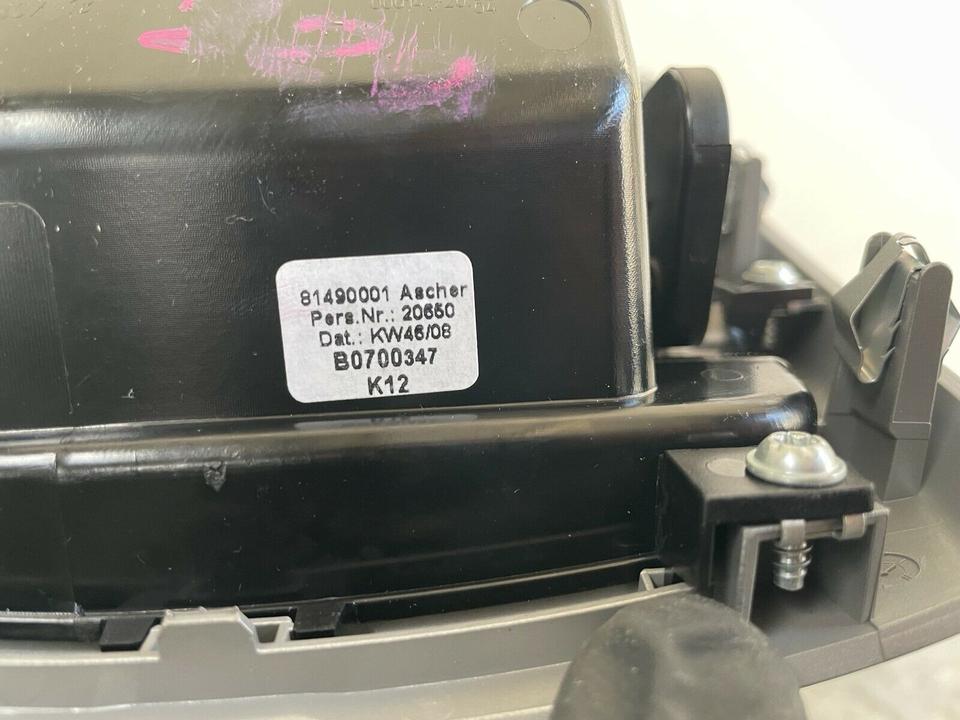 81490001 Ascher
Pers.Nr.: 20650
Dat.: KW46/08
B0700347
K12